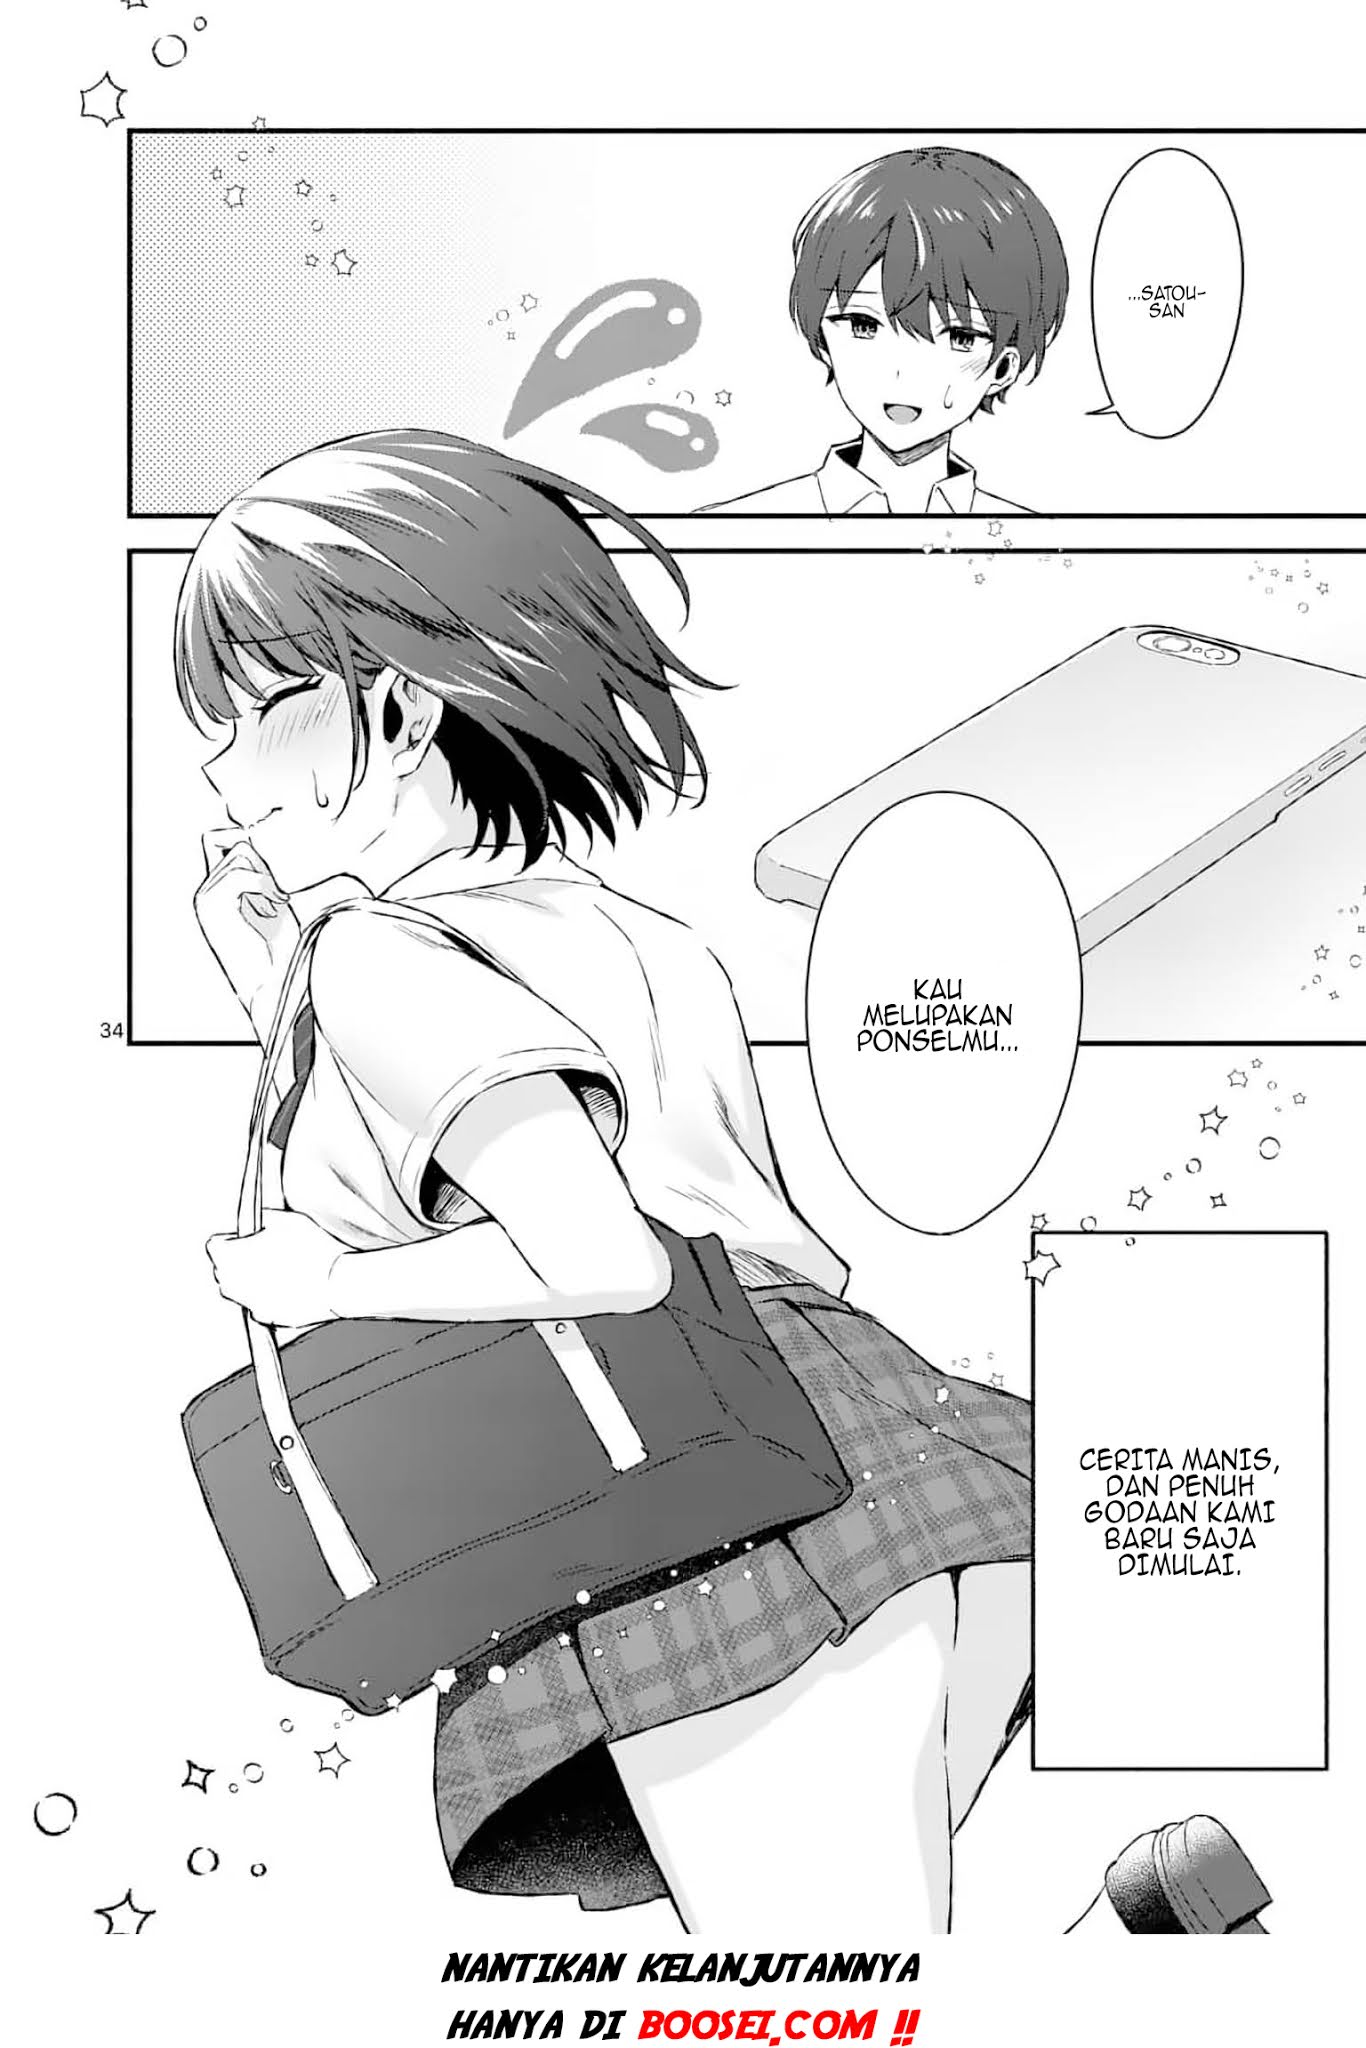 ...SATOU-
SAN
KAU
MELUPAKAN
PONSELMU...
34
CERITA MANIS,
DAN PENUH
GODAAN KAMI
BARU SAJA
DIMULAI.
NANTIKAN KELANJUTANNYA
HANYA DI BOOSEI.COM !!